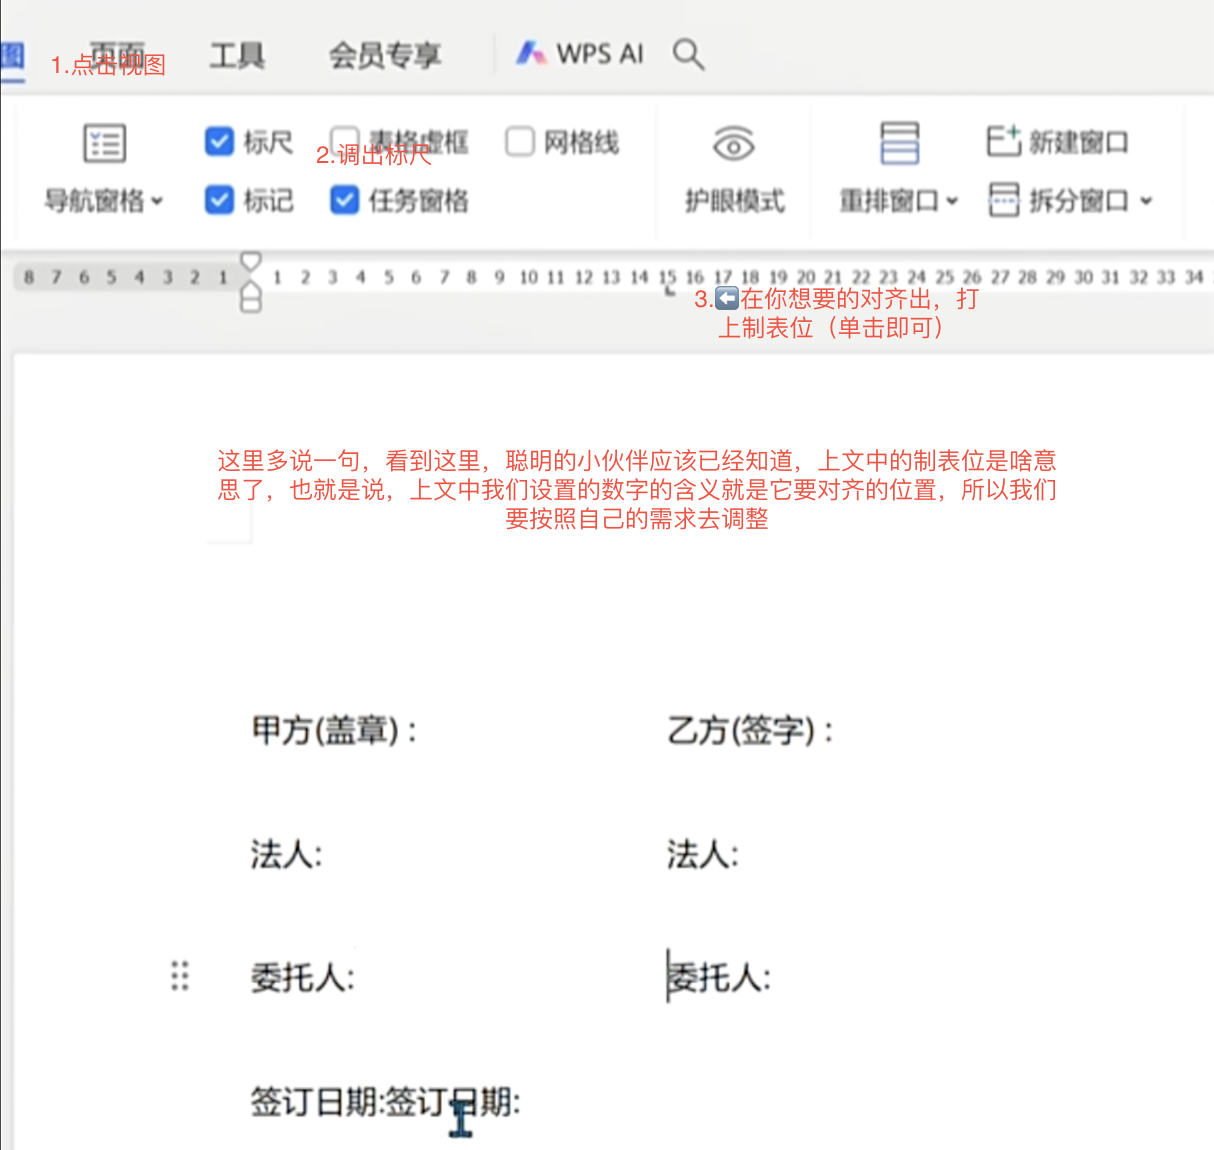 图 页面 工具 会员专享 WPS AI
1.点击视图
标尺 表格虚框 网格线 新建窗口
2.调出标尺
导航窗格 标记 任务窗格 护眼模式 重排窗口 拆分窗口
8 7 6 5 4 3 2 1 1 2 3 4 5 6 7 8 9 10 11 12 13 14 15 16 17 18 19 20 21 22 23 24 25 26 27 28 29 30 31 32 33 34
3.⬅️在你想要的对齐出，打
上制表位（单击即可）
这里多说一句，看到这里，聪明的小伙伴应该已经知道，上文中的制表位是啥意
思了，也就是说，上文中我们设置的数字的含义就是它要对齐的位置，所以我们
要按照自己的需求去调整
甲方(盖章)： 乙方(签字)：
法人: 法人:
委托人: 委托人:
签订日期:签订日期: